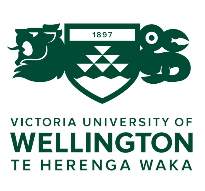 1897
VICTORIA UNIVERSITY OF
WELLINGTON
TE HERENGA WAKA